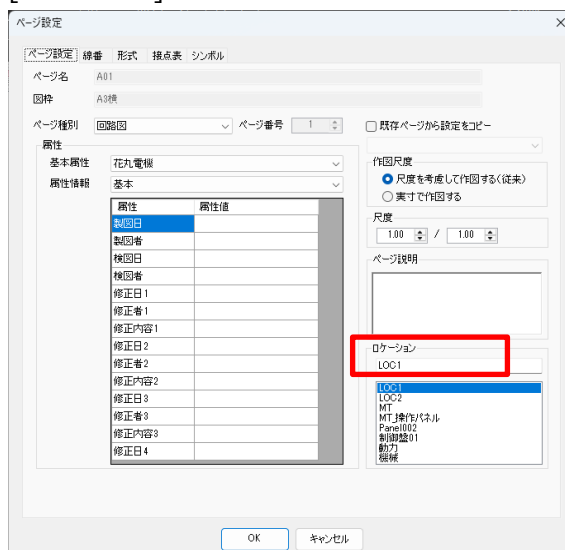 ページ設定
ページ設定 線番 形式 接点表 シンボル
ページ名 A01
図枠 A3横
ページ種別 回路図 ページ番号 1 既存ページから設定をコピー
属性
基本属性 花丸電機
属性情報 基本
属性 属性値
製図日
製図者
検図日
検図者
修正日1
修正者1
修正内容1
修正日2
修正者2
修正内容2
修正日3
修正者3
修正内容3
修正日4
作図尺度
尺度を考慮して作図する(従来)
実寸で作図する
尺度
1.00 / 1.00
ページ説明
ロケーション
LOC1
LOC1
LOC2
MT
MT_操作パネル
Panel002
制御盤01
動力
機械
OK キャンセル